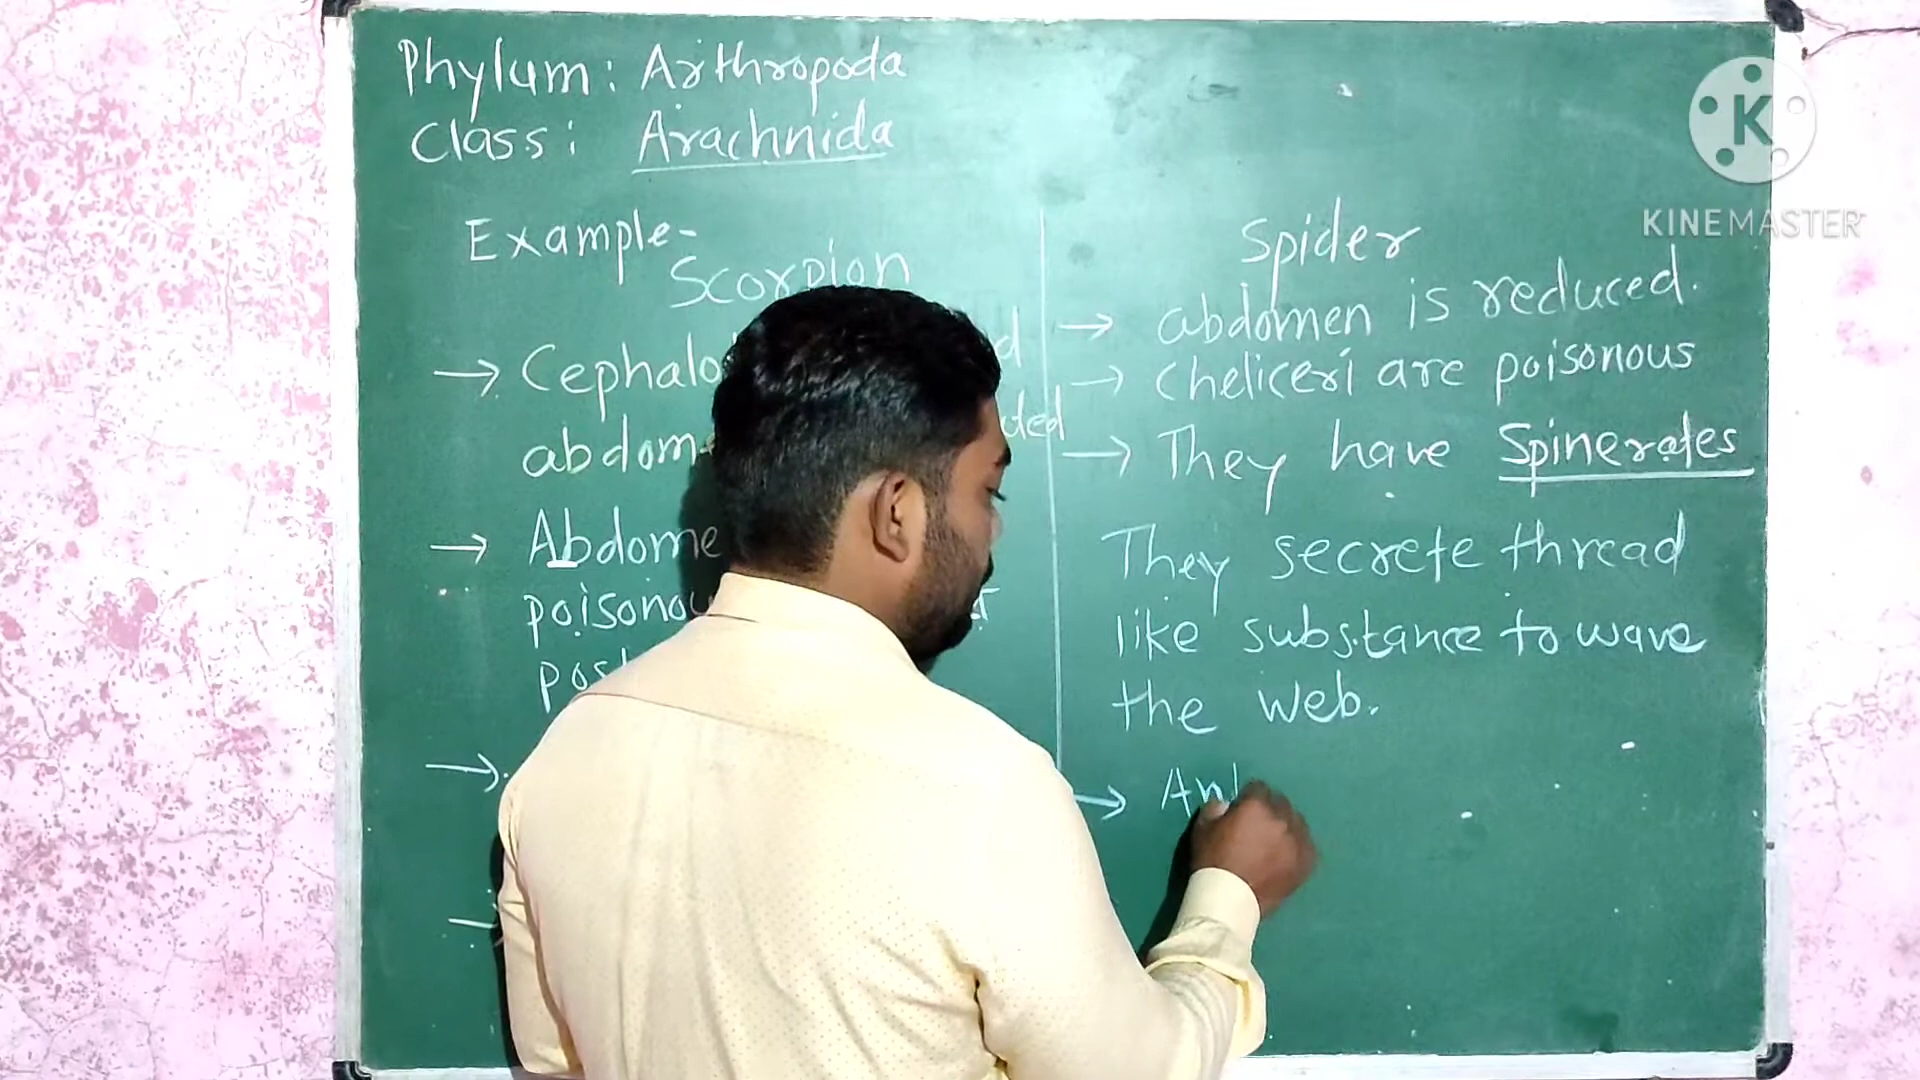 Phylum: Arthropoda
Class: Arachnida
Example-
Scorpion
→ Cephalo
abdom
→ Abdome
poisonou
pos
Spider
→ abdomen is reduced.
→ cheliceri are poisonous
→ They have Spinerates
They secrete thread
like substance to wave
the web.
→ An
K
KINEMASTER